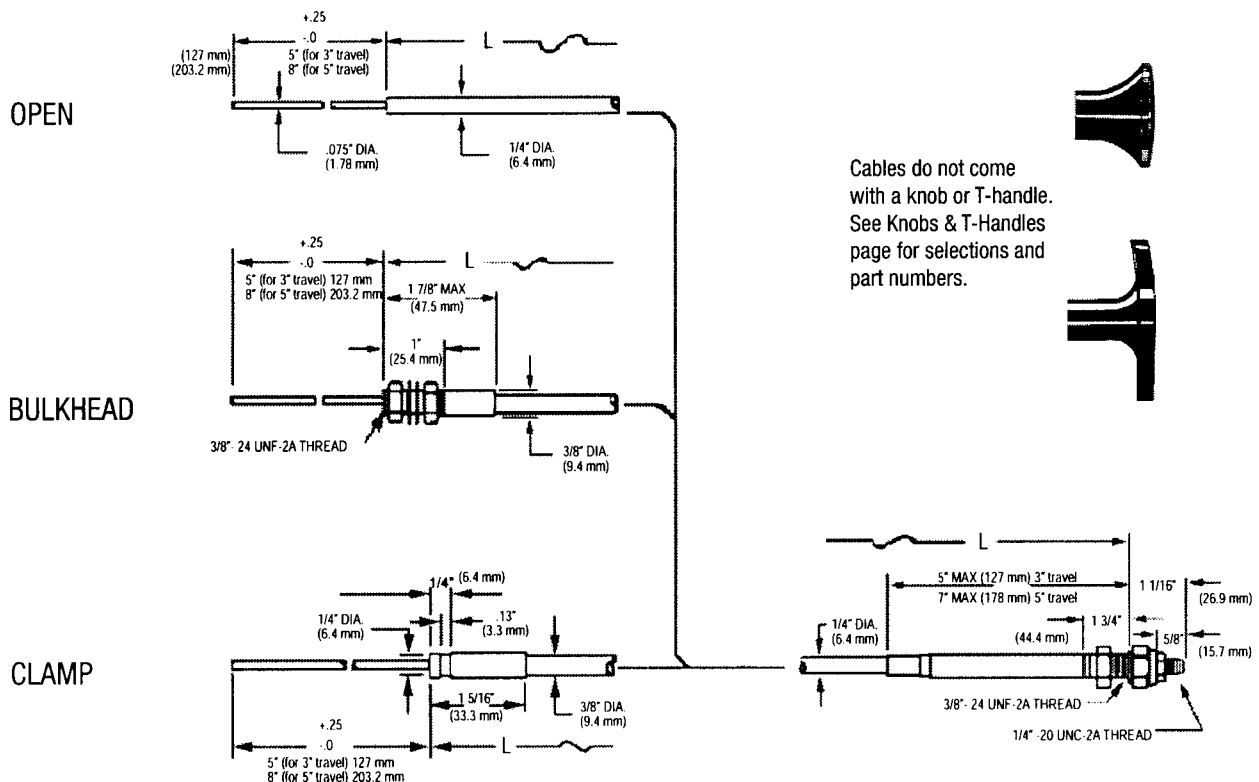 +.25
-.0
(127 mm) 5" (for 3" travel)
(203.2 mm) 8" (for 5" travel)
L
OPEN
.075" DIA.
(1.78 mm)
1/4" DIA.
(6.4 mm)
Cables do not come
with a knob or T-handle.
See Knobs & T-Handles
page for selections and
part numbers.
+.25
-.0
5" (for 3" travel) 127 mm
8" (for 5" travel) 203.2 mm
L
1 7/8" MAX
(47.5 mm)
1"
(25.4 mm)
BULKHEAD
3/8"- 24 UNF-2A THREAD
3/8" DIA.
(9.4 mm)
1/4" (6.4 mm)
1/4" DIA.
(6.4 mm)
.13"
(3.3 mm)
CLAMP
1 5/16"
(33.3 mm)
3/8" DIA.
(9.4 mm)
+.25
-.0
5" (for 3" travel) 127 mm
8" (for 5" travel) 203.2 mm
L
L
5" MAX (127 mm) 3" travel
7" MAX (178 mm) 5" travel
1 1/16"
(26.9 mm)
1/4" DIA.
(6.4 mm)
1 3/4"
(44.4 mm)
5/8"
(15.7 mm)
3/8"- 24 UNF-2A THREAD
1/4" -20 UNC-2A THREAD